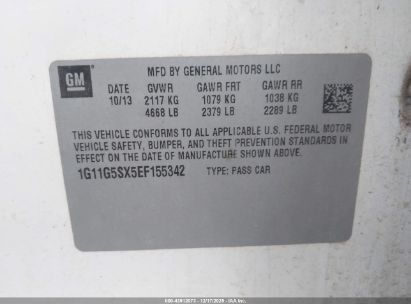 GM
MFD BY GENERAL MOTORS LLC
DATE GVWR GAWR FRT GAWR RR
10/13 2117 KG 1079 KG 1038 KG
4668 LB 2379 LB 2289 LB
THIS VEHICLE CONFORMS TO ALL APPLICABLE U.S. FEDERAL MOTOR
VEHICLE SAFETY, BUMPER, AND THEFT PREVENTION STANDARDS IN
EFFECT ON THE DATE OF MANUFACTURE SHOWN ABOVE.
1G11G5SX5EF155342 TYPE: PASS CAR